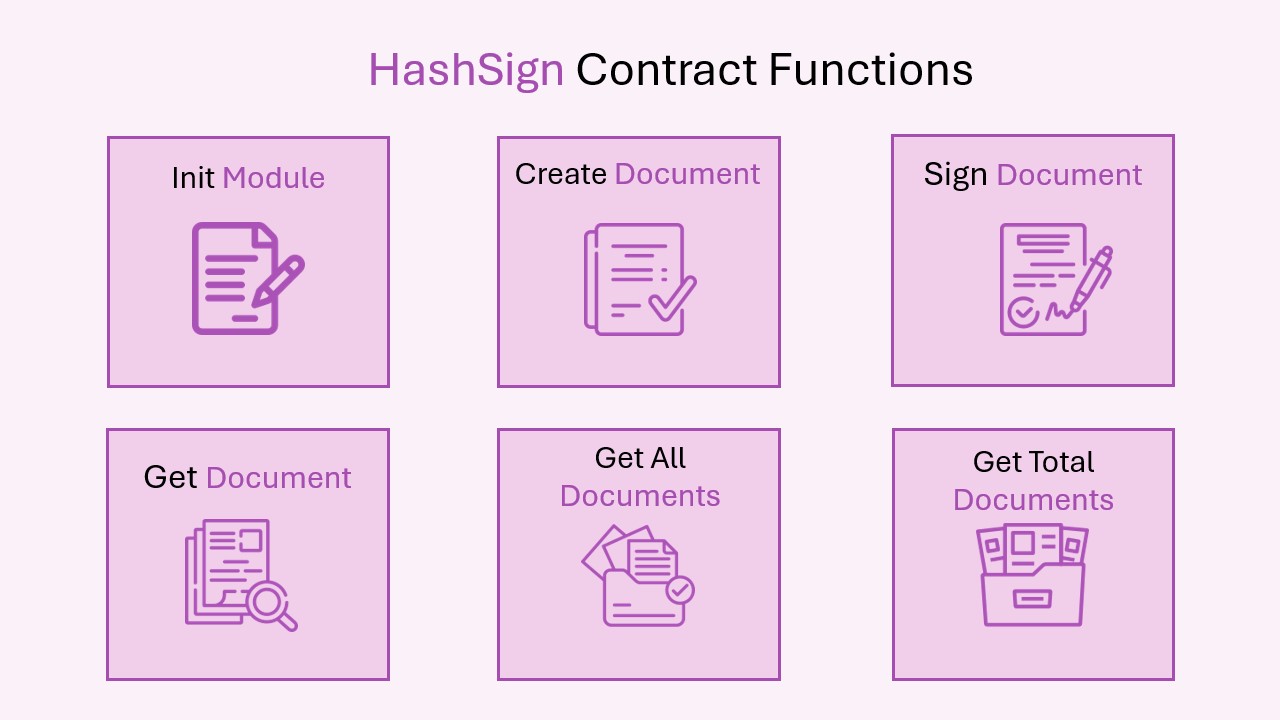 HashSign Contract Functions
Init Module
Create Document
Sign Document
Get Document
Get All
Documents
Get Total
Documents